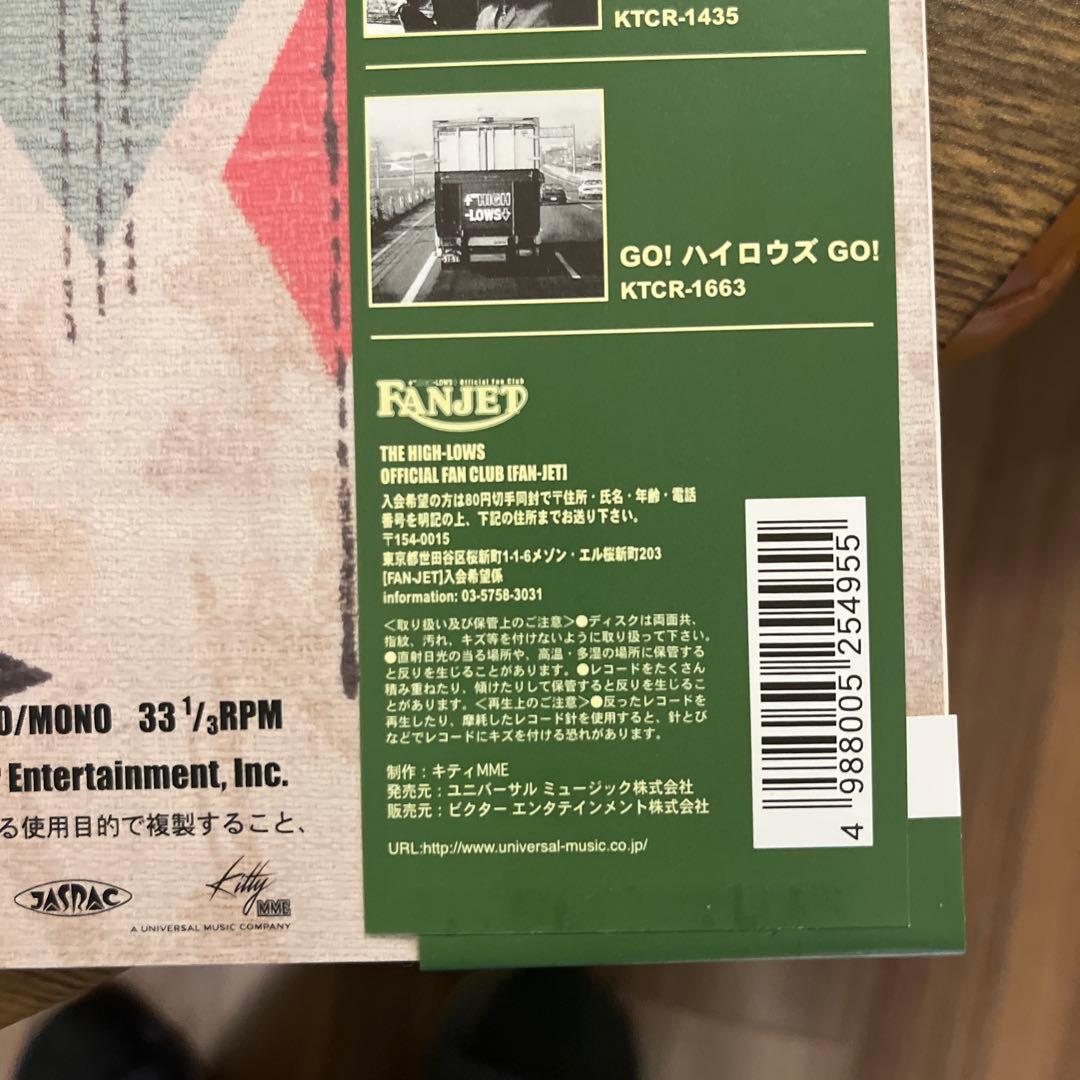 KTCR-1435
HIGH
-LOWS
GO! ハイロウズ GO!
KTCR-1663
Official Fan Club
FANJET
THE HIGH-LOWS
OFFICIAL FAN CLUB [FAN-JET]
入会希望の方は80円切手同封で〒住所・氏名・年齢・電話
番号を明記の上、下記の住所までお送り下さい。
〒154-0015
東京都世田谷区桜新町1-1-6メゾン・エル桜新町203
[FAN-JET]入会希望係
information: 03-5758-3031
<取り扱い及び保管上のご注意>●ディスクは両面共、
指紋、汚れ、キズ等を付けないように取り扱って下さい。
●直射日光の当る場所や、高温・多湿の場所に保管する
と反りを生じることがあります。●レコードをたくさん
積み重ねたり、傾けたりして保管すると反りを生じるこ
とがあります。<再生上のご注意>●反ったレコードを
再生したり、摩耗したレコード針を使用すると、針とび
などでレコードにキズを付ける恐れがあります。
制作：キティMME
発売元：ユニバーサル ミュージック株式会社
販売元：ビクター エンタテインメント株式会社
URL:http://www.universal-music.co.jp/
4 988005 254955
O/MONO 33 1/3RPM
Entertainment, Inc.
る使用目的で複製すること、
JASRAC
Kitty
MME
A UNIVERSAL MUSIC COMPANY